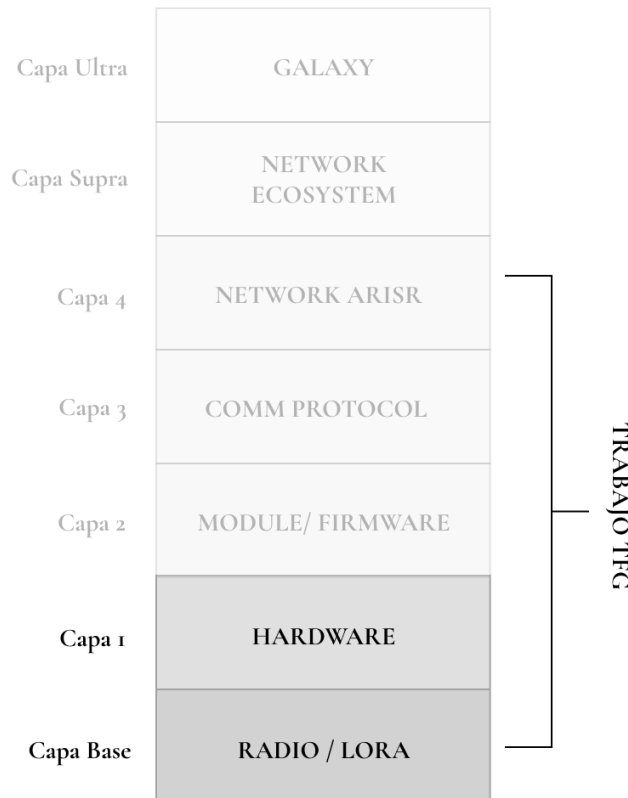 Capa Ultra
GALAXY
Capa Supra
NETWORK
ECOSYSTEM
Capa 4
NETWORK ARISR
Capa 3
COMM PROTOCOL
Capa 2
MODULE/ FIRMWARE
Capa 1
HARDWARE
Capa Base
RADIO / LORA
TRABAJO TFG